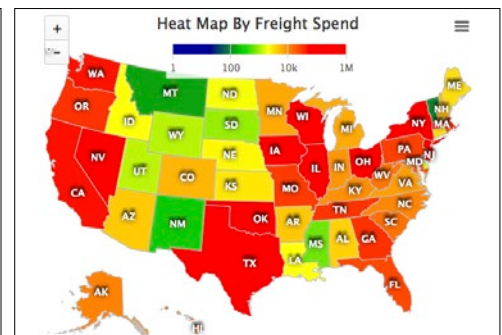 Heat Map By Freight Spend
+
-
1 100 10k 1M
WA
MT
ND
ME
OR
ID
MN
WI
NH
SD
NY
MA
WY
MI
IA
PA
NJ
NE
NV
OH
MD
UT
IL
IN
CO
WV
VA
CA
KS
MO
KY
NC
TN
AZ
OK
NM
AR
SC
MS
AL
GA
TX
LA
AK
FL
HI